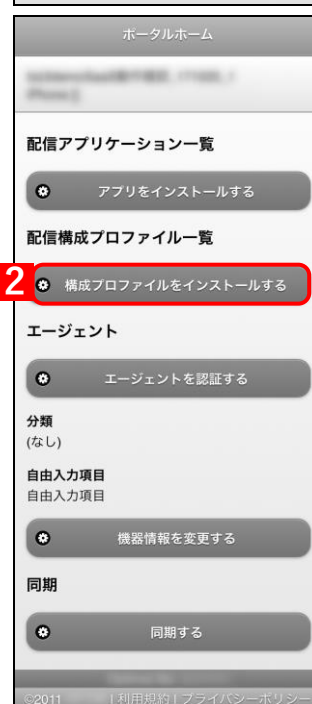 ポータルホーム
配信アプリケーション一覧
アプリをインストールする
配信構成プロファイル一覧
2
構成プロファイルをインストールする
エージェント
エージェントを認証する
分類
(なし)
自由入力項目
自由入力項目
機器情報を変更する
同期
同期する
©2011 | 利用規約 | プライバシーポリシー